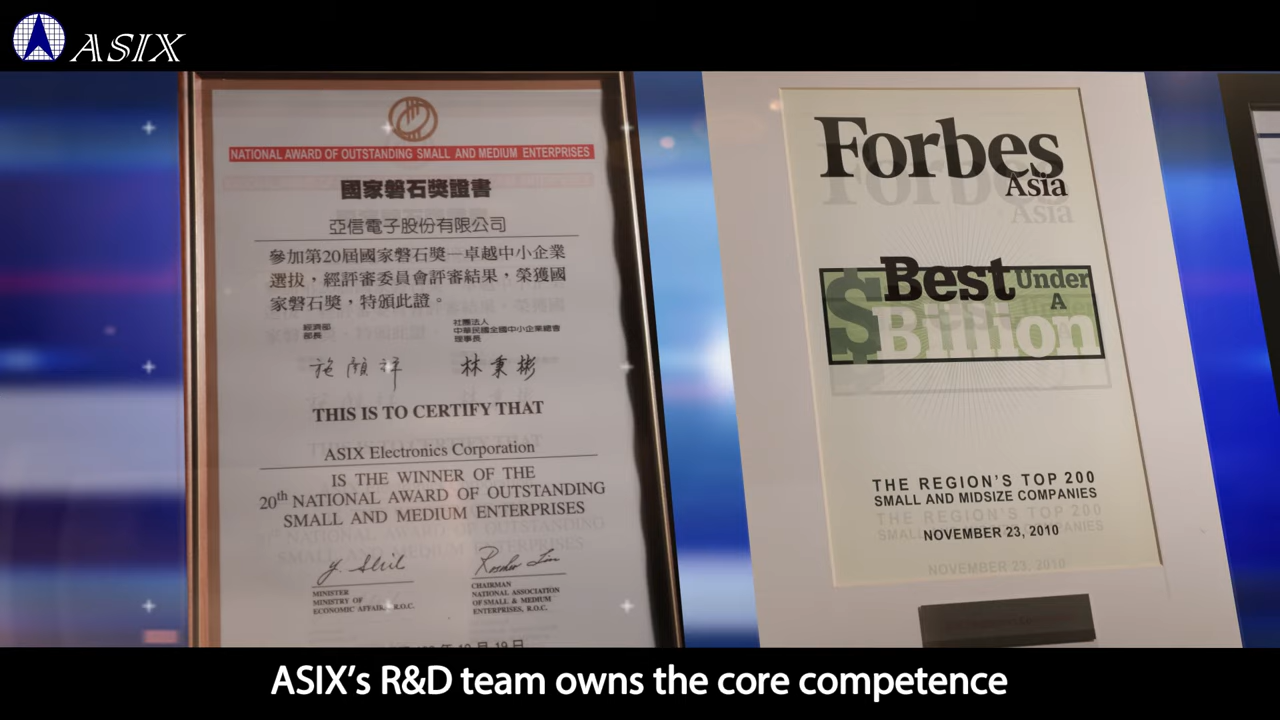 ASIX
NATIONAL AWARD OF OUTSTANDING SMALL AND MEDIUM ENTERPRISES
國家磐石獎證書
亞信電子股份有限公司
參加第20屆國家磐石獎—卓越中小企業
選拔，經評審委員會評審結果，榮獲國
家磐石獎，特頒此證。
經濟部
部長
社團法人
中華民國全國中小企業總會
理事長
施顏祥
林秉彬
THIS IS TO CERTIFY THAT
ASIX Electronics Corporation
IS THE WINNER OF THE
20th NATIONAL AWARD OF OUTSTANDING
SMALL AND MEDIUM ENTERPRISES
MINISTER
MINISTRY OF
ECONOMIC AFFAIR, R.O.C.
CHAIRMAN
NATIONAL ASSOCIATION
OF SMALL & MEDIUM
ENTERPRISES, R.O.C.
Forbes
Asia
Best Under
A
$Billion
THE REGION'S TOP 200
SMALL AND MIDSIZE COMPANIES
NOVEMBER 23, 2010
ASIX's R&D team owns the core competence